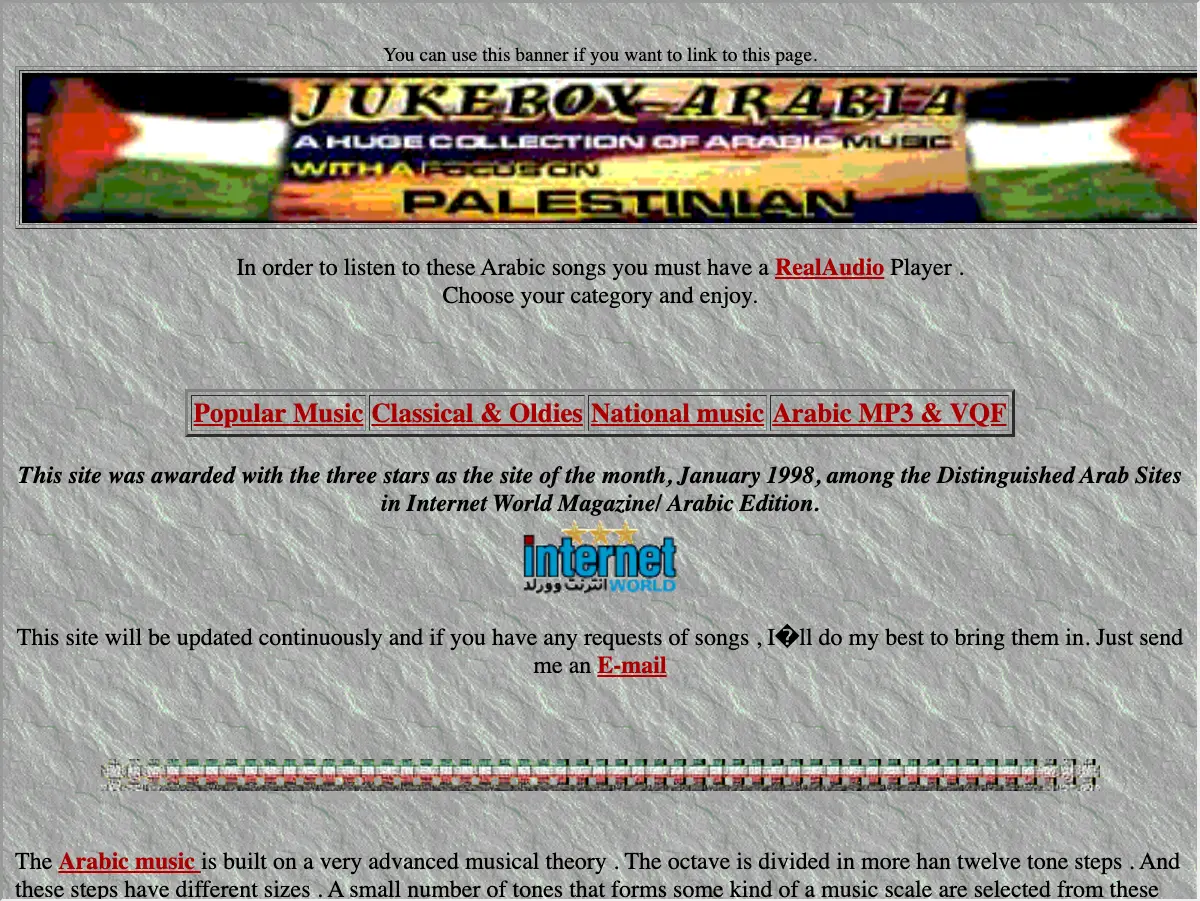 You can use this banner if you want to link to this page.
JUKEBOX-ARABIA
A HUGE COLLECTION OF ARABIC MUSIC
WITH A FOCUS ON
PALESTINIAN
In order to listen to these Arabic songs you must have a RealAudio Player .
Choose your category and enjoy.
Popular Music Classical & Oldies National music Arabic MP3 & VQF
This site was awarded with the three stars as the site of the month, January 1998, among the Distinguished Arab Sites
in Internet World Magazine/ Arabic Edition.
internet
انترنت وورلد WORLD
This site will be updated continuously and if you have any requests of songs , I�ll do my best to bring them in. Just send
me an E-mail
The Arabic music is built on a very advanced musical theory . The octave is divided in more han twelve tone steps . And
these steps have different sizes . A small number of tones that forms some kind of a music scale are selected from these